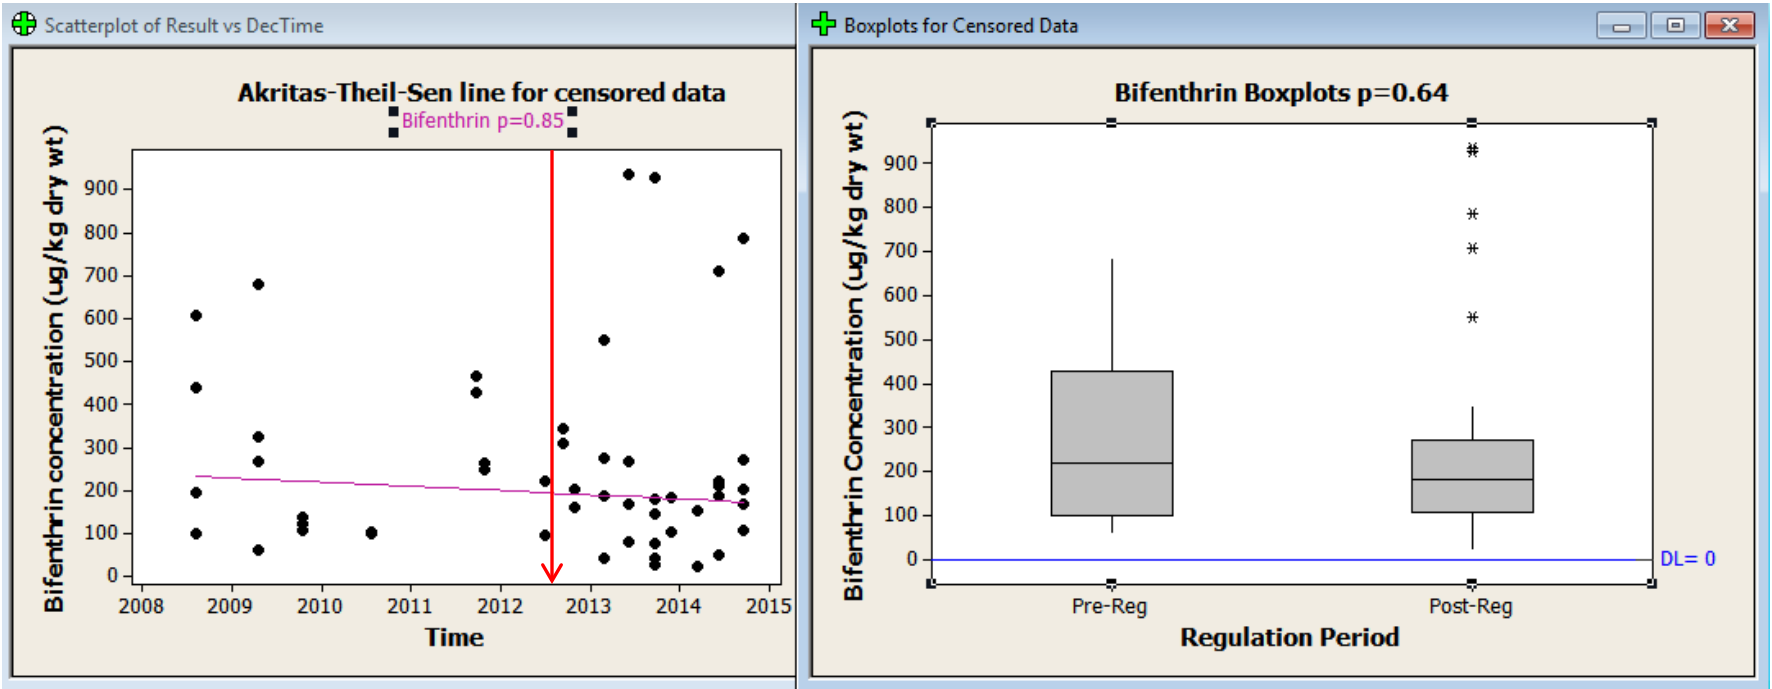 Scatterplot of Result vs DecTime
Akritas-Theil-Sen line for censored data
Bifenthrin p=0.85
Bifenthrin concentration (ug/kg dry wt)
900
800
700
600
500
400
300
200
100
0
2008 2009 2010 2011 2012 2013 2014 2015
Time
Boxplots for Censored Data
Bifenthrin Boxplots p=0.64
Bifenthrin Concentration (ug/kg dry wt)
900
800
700
600
500
400
300
200
100
0
DL= 0
Pre-Reg Post-Reg
Regulation Period